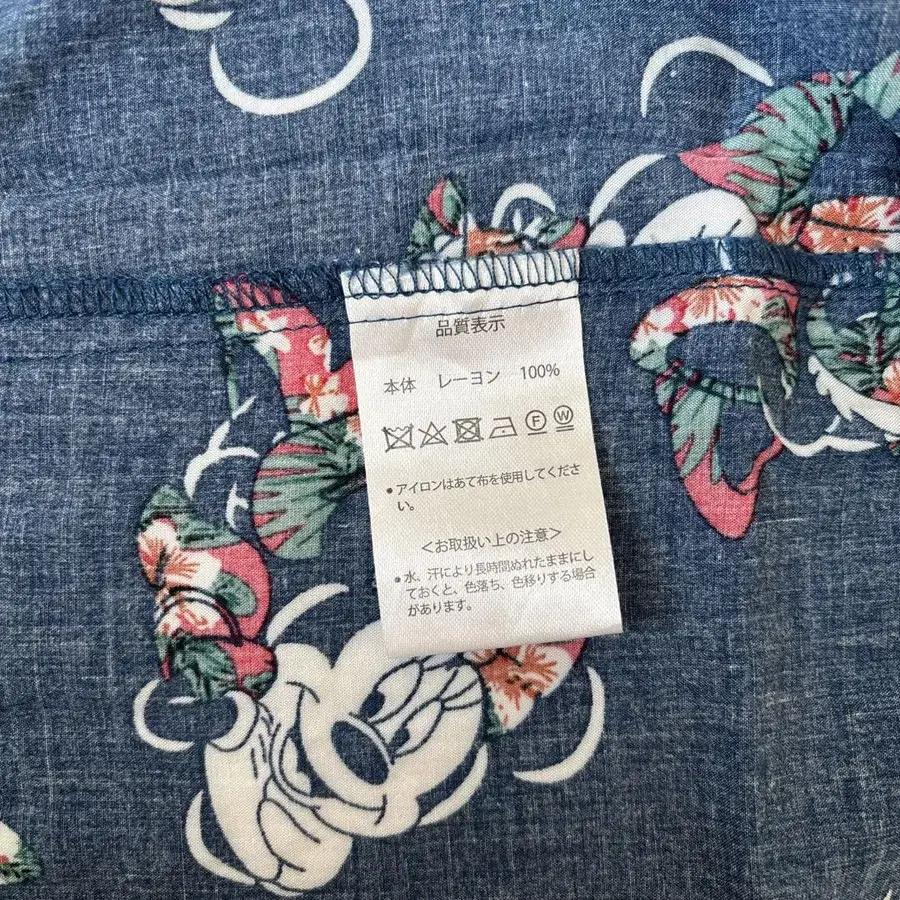 品質表示
本体 レーヨン 100%
F W
●アイロンはあて布を使用してくださ
い。
＜お取扱い上の注意＞
●水、汗により長時間ぬれたままにし
ておくと、色落ち、色移りする場合
があります。